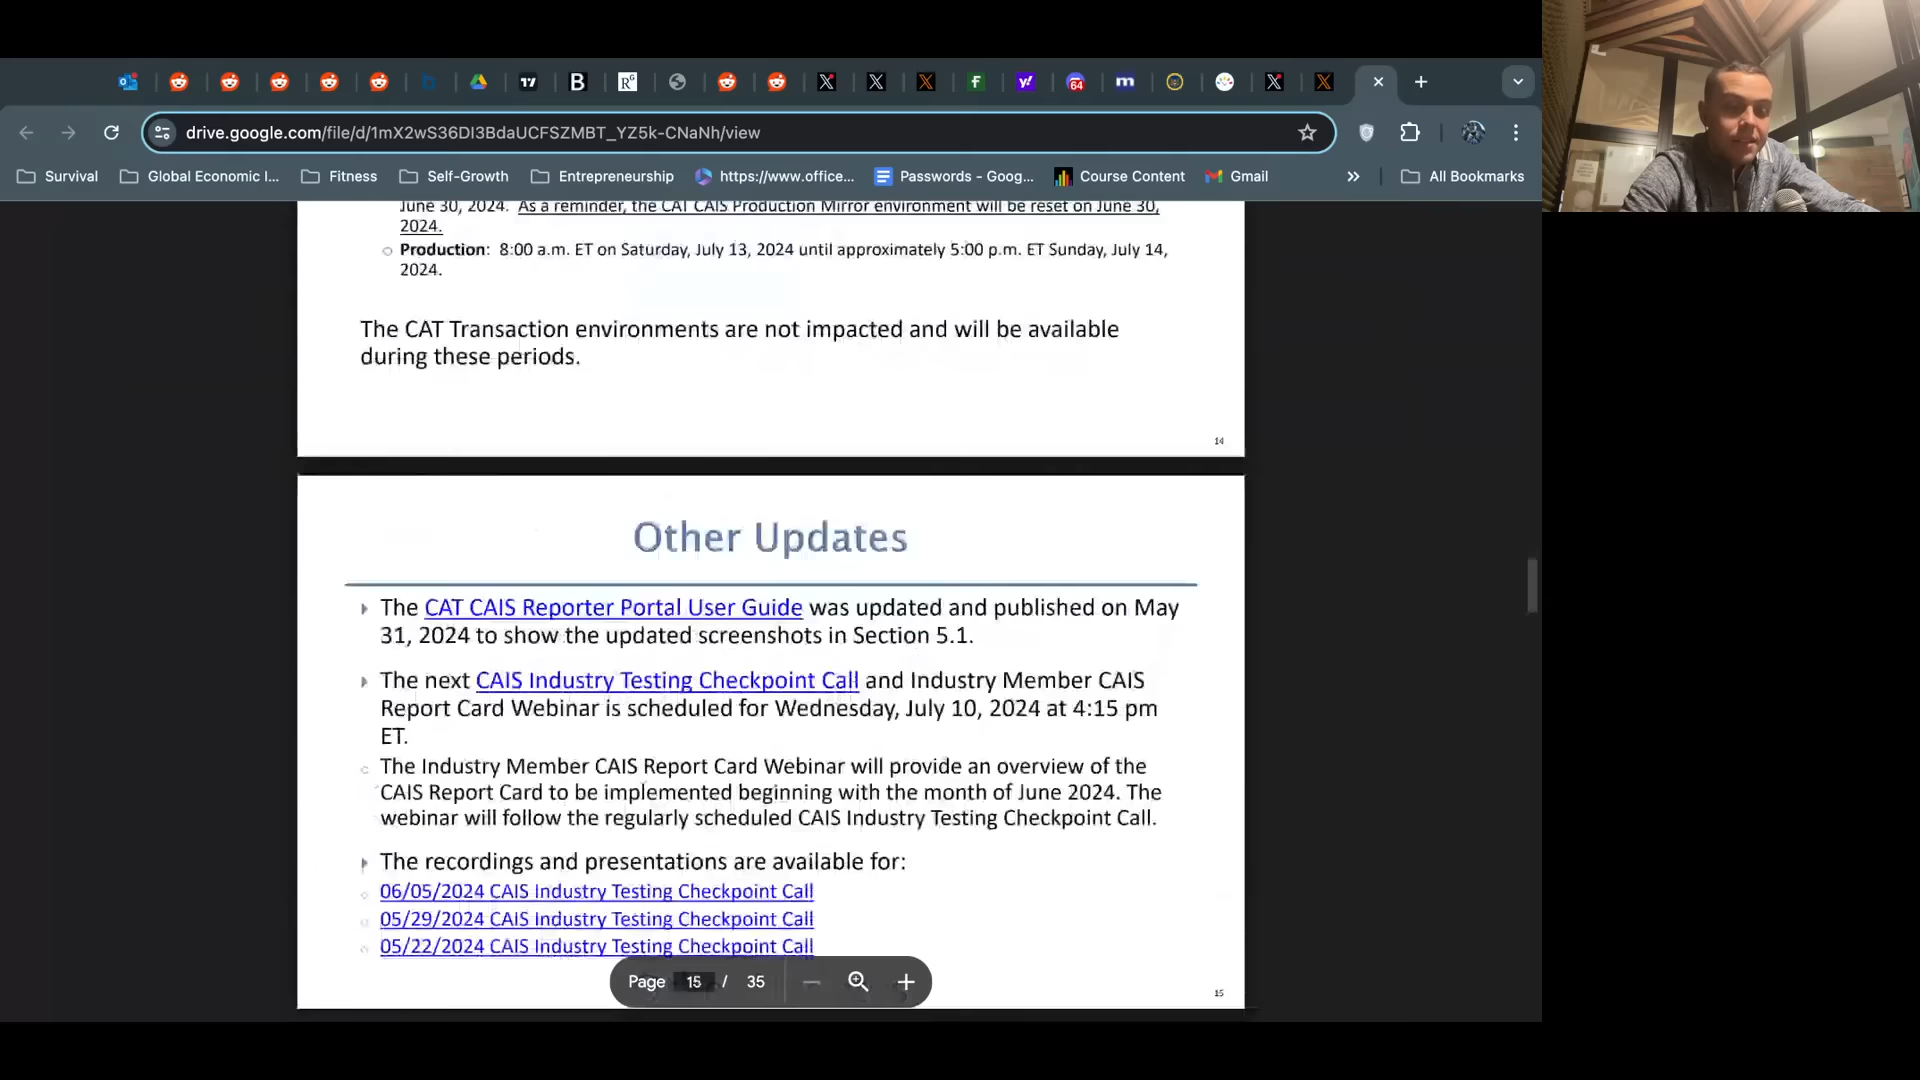 64
drive.google.com/file/d/1mX2wS36DI3BdaUCFSZMBT_YZ5k-CNaNh/view
Survival
Global Economic I...
Fitness
Self-Growth
Entrepreneurship
https://www.office...
Passwords - Goog...
Course Content
Gmail
All Bookmarks
June 30, 2024. As a reminder, the CAT CAIS Production Mirror environment will be reset on June 30,
2024.
Production: 8:00 a.m. ET on Saturday, July 13, 2024 until approximately 5:00 p.m. ET Sunday, July 14,
2024.
The CAT Transaction environments are not impacted and will be available
during these periods.
14
Other Updates
The CAT CAIS Reporter Portal User Guide was updated and published on May
31, 2024 to show the updated screenshots in Section 5.1.
The next CAIS Industry Testing Checkpoint Call and Industry Member CAIS
Report Card Webinar is scheduled for Wednesday, July 10, 2024 at 4:15 pm
ET.
The Industry Member CAIS Report Card Webinar will provide an overview of the
CAIS Report Card to be implemented beginning with the month of June 2024. The
webinar will follow the regularly scheduled CAIS Industry Testing Checkpoint Call.
The recordings and presentations are available for:
06/05/2024 CAIS Industry Testing Checkpoint Call
05/29/2024 CAIS Industry Testing Checkpoint Call
05/22/2024 CAIS Industry Testing Checkpoint Call
Page 15 / 35
15